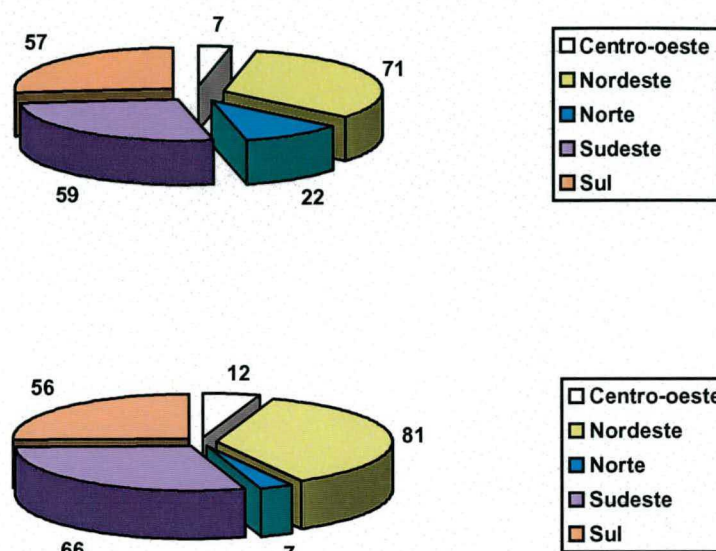 7
57
71
59
22
Centro-oeste
Nordeste
Norte
Sudeste
Sul
12
56
81
66
7
Centro-oeste
Nordeste
Norte
Sudeste
Sul